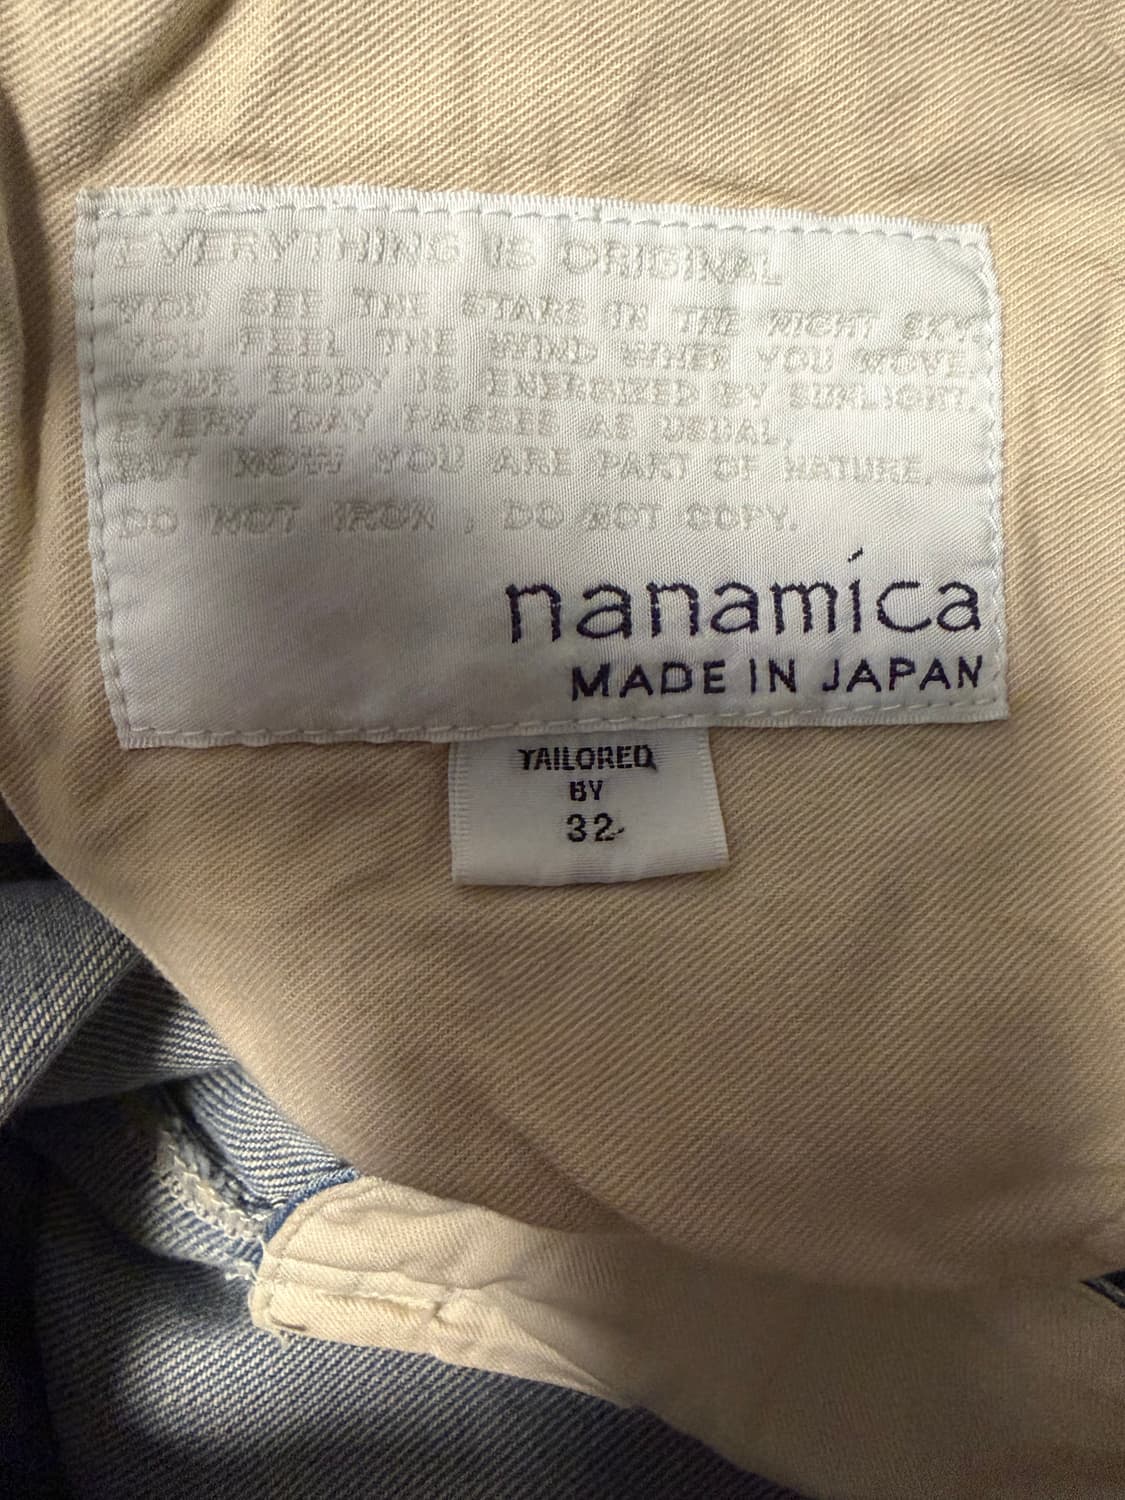 EVERYTHING IS ORIGINAL
YOU SEE THE STARS IN THE NIGHT SKY,
YOU FEEL THE WIND WHEN YOU MOVE,
YOUR BODY IS ENERGIZED BY SUNLIGHT.
EVERY DAY PASSES AS USUAL,
BUT NOW YOU ARE PART OF NATURE.
DO NOT IRON, DO NOT COPY.
nanamíca
MADE IN JAPAN
TAILORED
BY
32